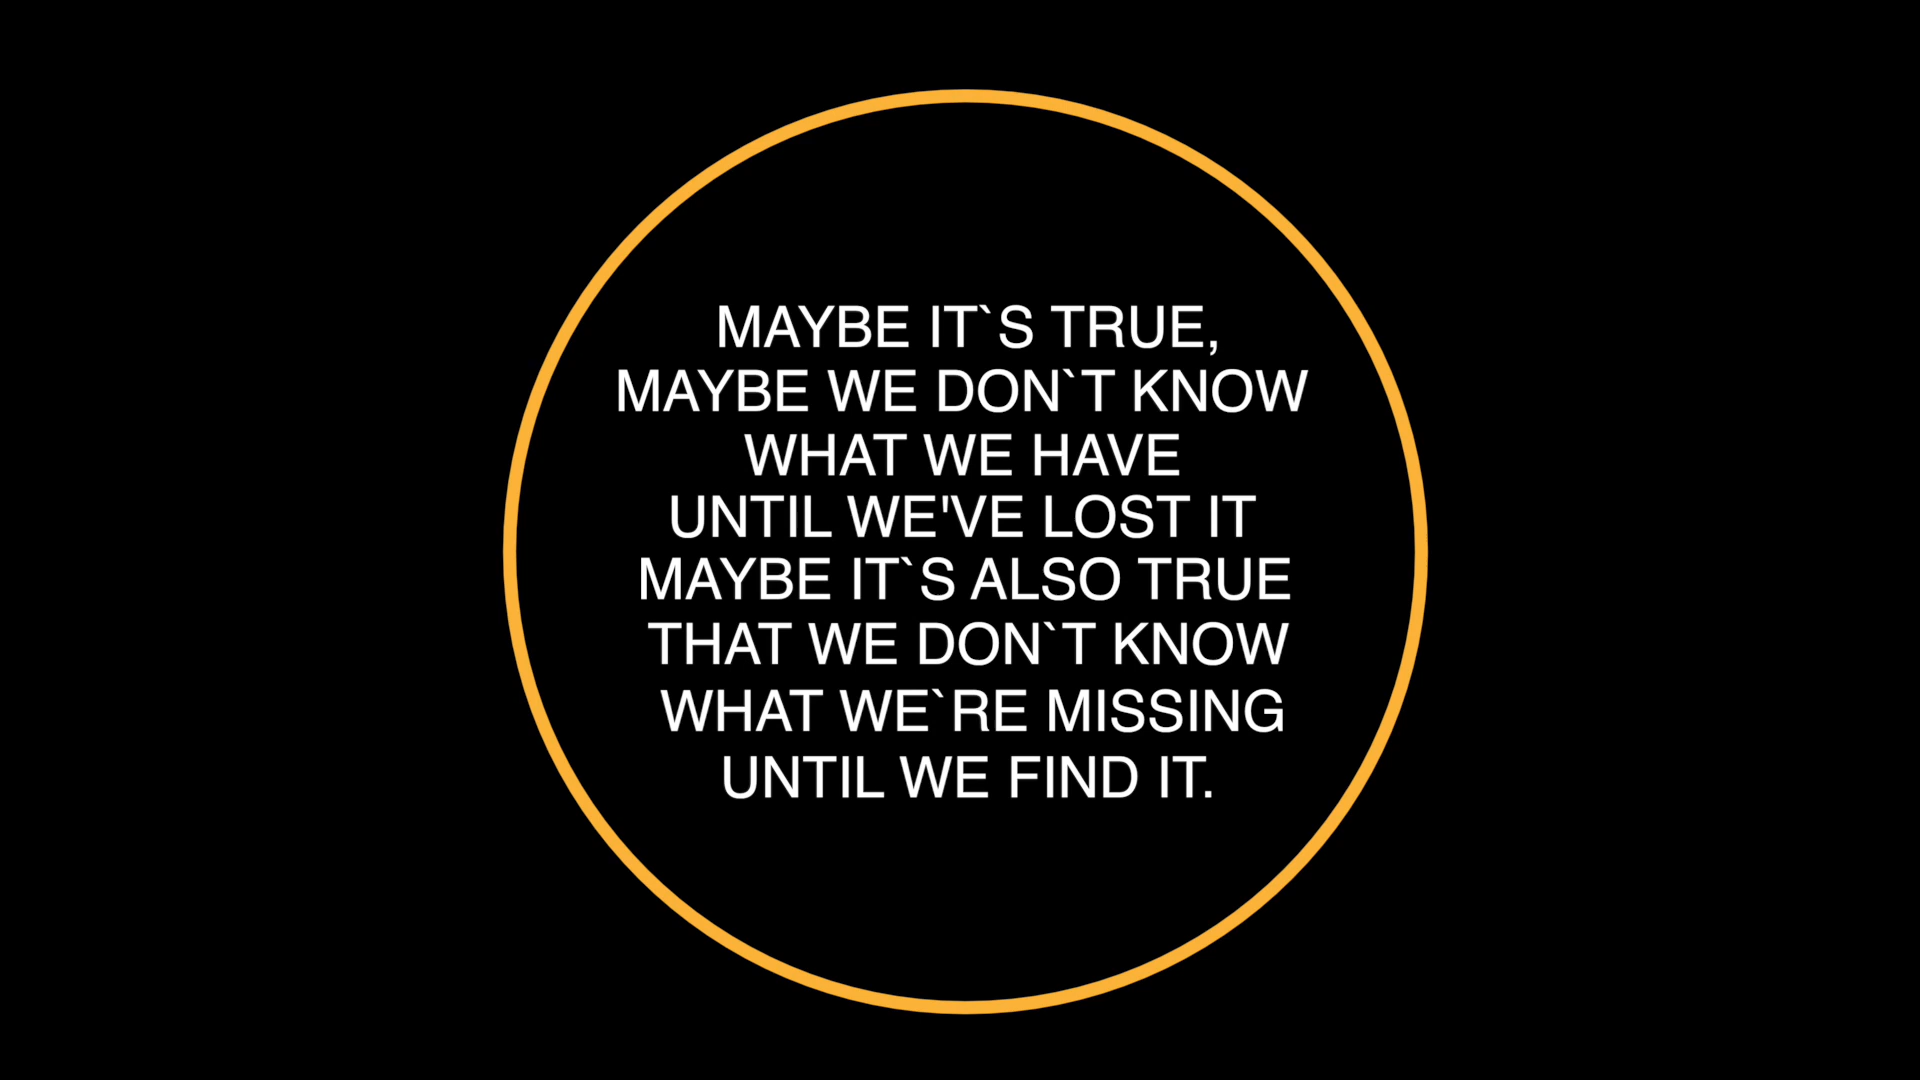 MAYBE IT`S TRUE,
MAYBE WE DON`T KNOW
WHAT WE HAVE
UNTIL WE'VE LOST IT
MAYBE IT`S ALSO TRUE
THAT WE DON`T KNOW
WHAT WE`RE MISSING
UNTIL WE FIND IT.